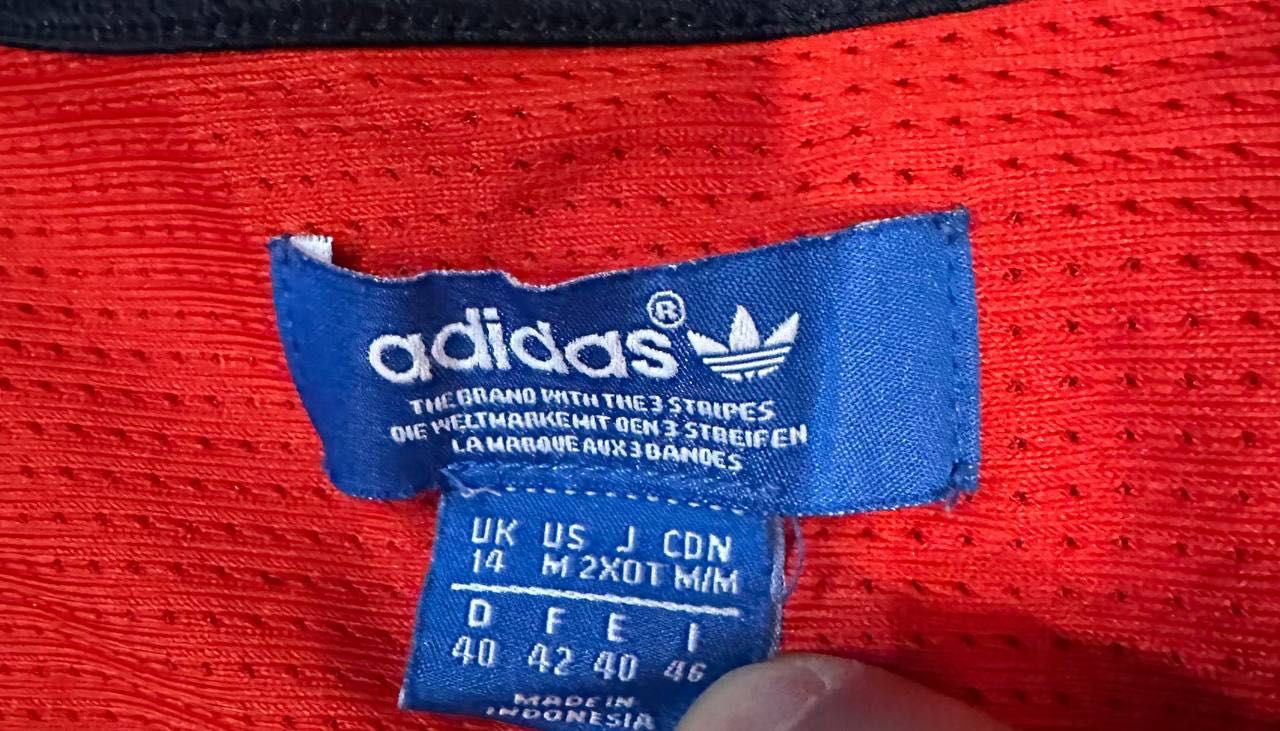 adidas®
THE BRAND WITH THE 3 STRIPES
DIE WELTMARKE MIT DEN 3 STREIFEN
LA MARQUE AUX 3 BANDES
UK US J CDN
14 M 2XOT M/M
D F E I
40 42 40 46
MADE IN
INDONESIA